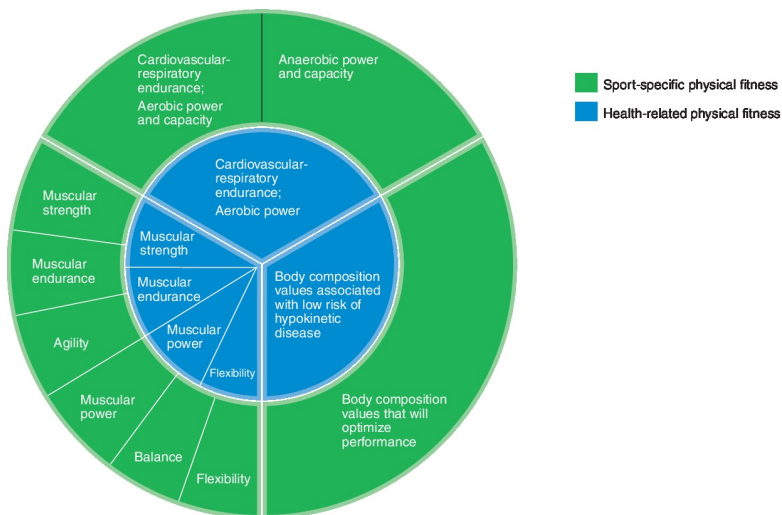 Cardiovascular-
respiratory
endurance;
Aerobic power
and capacity
Anaerobic power
and capacity
Sport-specific physical fitness
Health-related physical fitness
Cardiovascular-
respiratory
endurance;
Aerobic power
Muscular
strength
Muscular
strength
Muscular
endurance
Muscular
endurance
Body composition
values associated
with low risk of
hypokinetic
disease
Agility
Muscular
power
Flexibility
Muscular
power
Body composition
values that will
optimize
performance
Balance
Flexibility